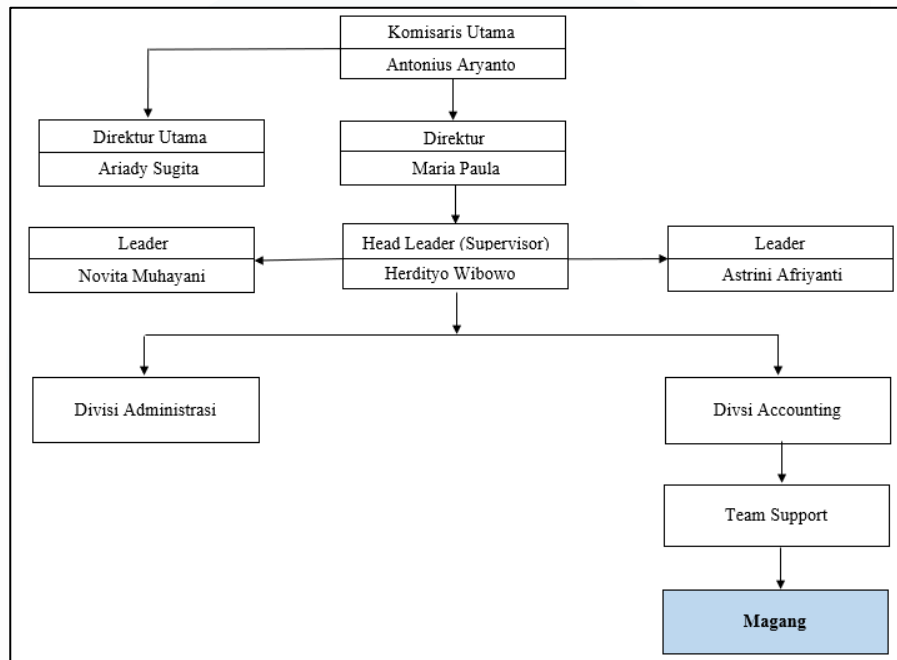 Komisaris Utama
Antonius Aryanto
Direktur Utama
Ariady Sugita
Direktur
Maria Paula
Leader
Novita Muhayani
Head Leader (Supervisor)
Herdityo Wibowo
Leader
Astrini Afriyanti
Divisi Administrasi
Divsi Accounting
Team Support
Magang